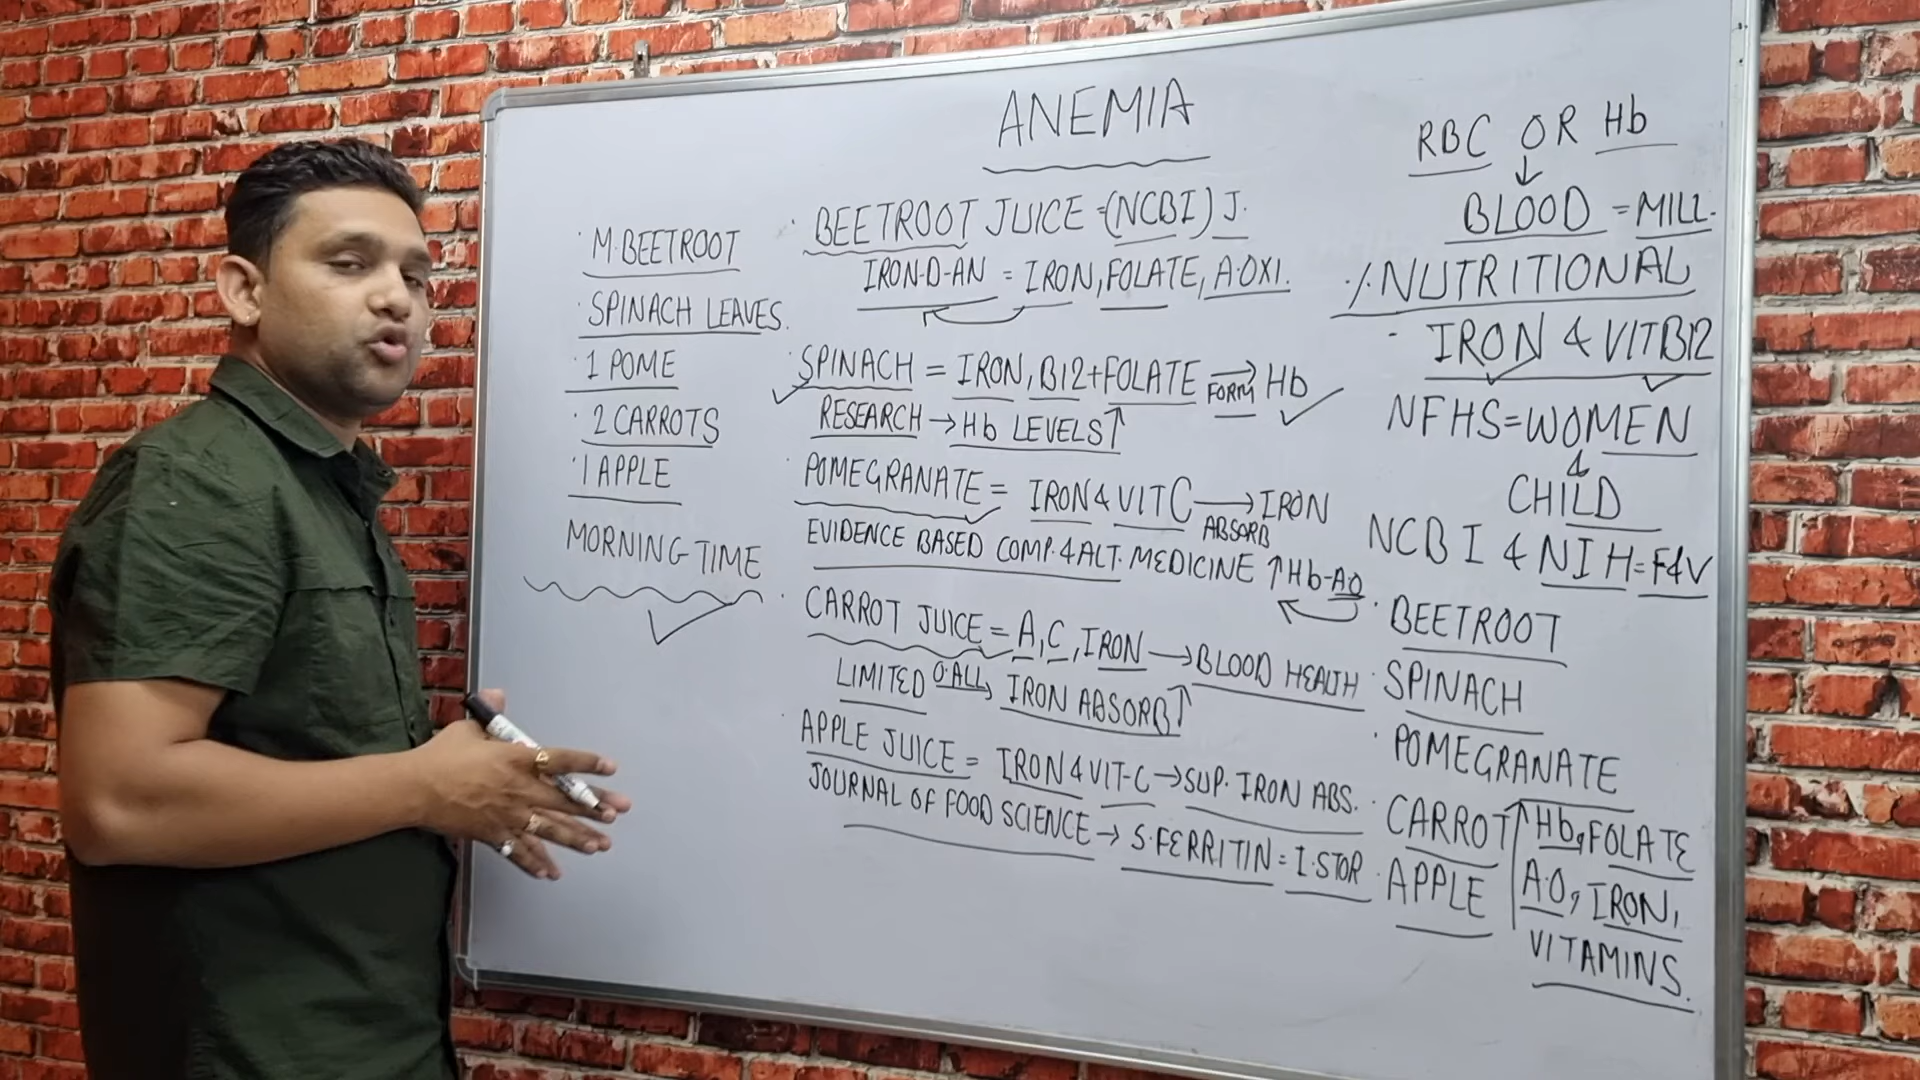 ANEMIA
M.BEETROOT
SPINACH LEAVES.
1 POME
2 CARROTS
1 APPLE
MORNING TIME
BEETROOT JUICE = (NCBI) J.
IRON-D-AN = IRON, FOLATE, A.OXI.
SPINACH = IRON, B12+FOLATE → FORM Hb
RESEARCH → Hb LEVELS↑
POMEGRANATE = IRON & VIT C → ABSORB IRON
EVIDENCE BASED COMP. & ALT. MEDICINE ↑Hb-AO
CARROT JUICE = A, C, IRON → BLOOD HEALTH
LIMITED O.ALL → IRON ABSORB↑
APPLE JUICE = IRON & VIT-C → SUP. IRON ABS.
JOURNAL OF FOOD SCIENCE → S.FERRITIN = I.STOR
RBC OR Hb
↓
BLOOD = MILL.
NUTRITIONAL
- IRON & VITB12
NFHS = WOMEN
&
CHILD
NCBI & NIH = F&V
BEETROOT
SPINACH
POMEGRANATE
CARROT
APPLE
↑Hb, FOLATE
A.O, IRON,
VITAMINS.